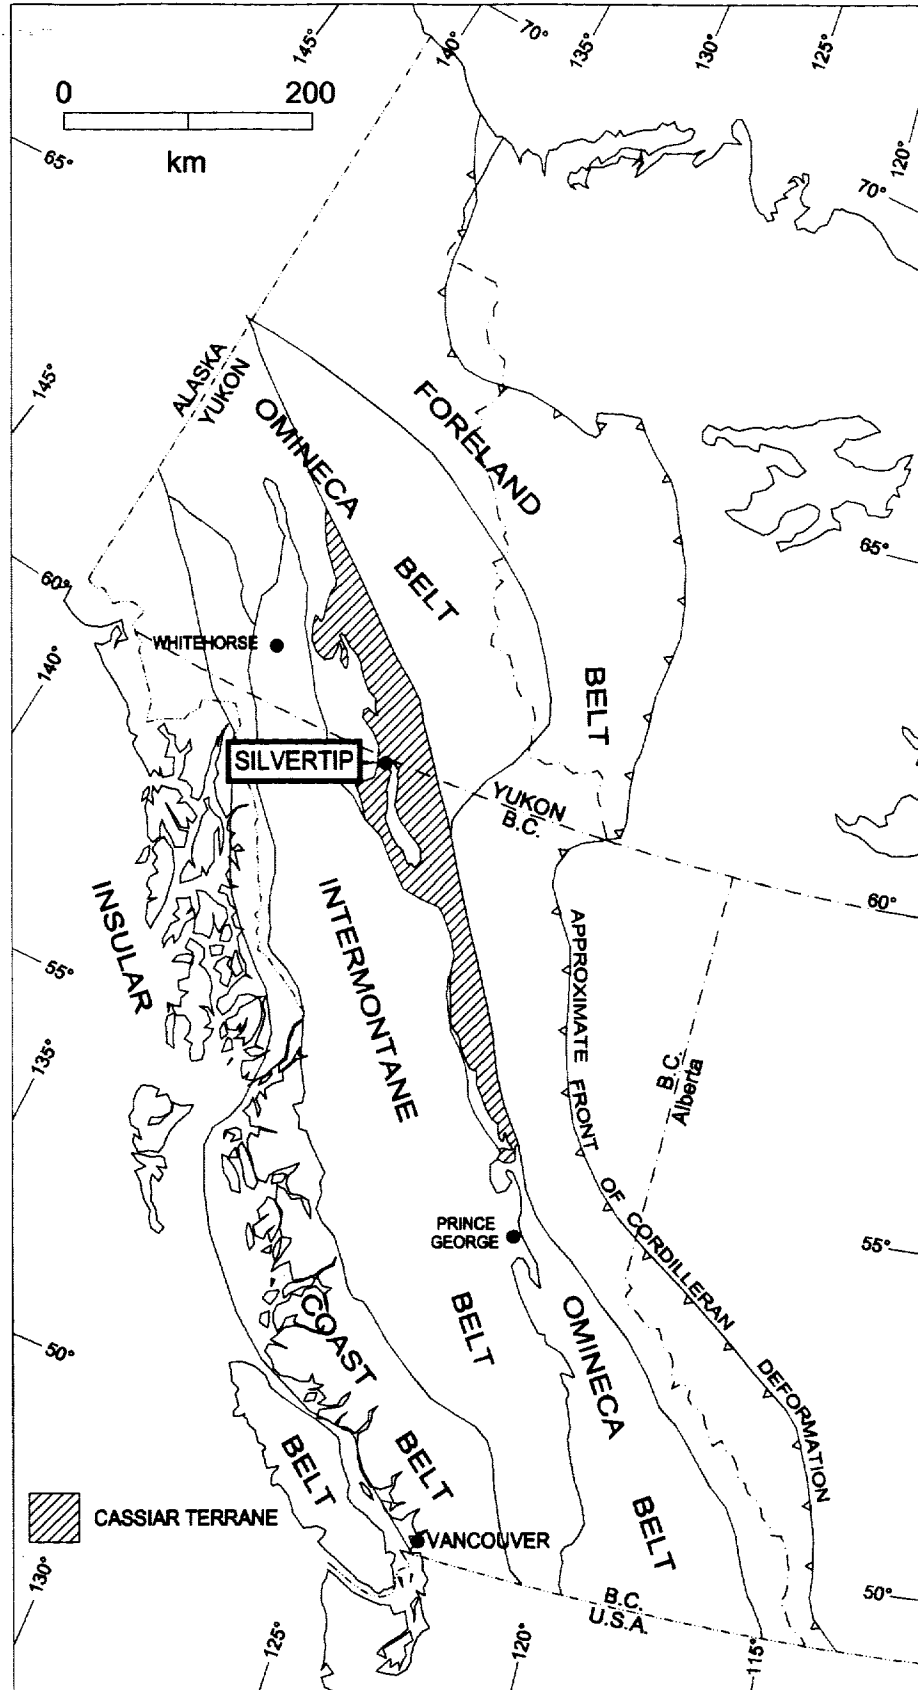 145°
140°
70°
135°
130°
125°
0 200
km
65°
120°
70°
ALASKA
YUKON
145°
FORELAND
OMINECA
65°
BELT
60°
WHITEHORSE
140°
BELT
SILVERTIP
YUKON
B.C.
INSULAR
INTERMONTANE
60°
APPROXIMATE FRONT OF CORDILLERAN DEFORMATION
55°
135°
B.C.
Alberta
PRINCE
GEORGE
55°
COAST
BELT
OMINECA
50°
BELT
BELT
BELT
CASSIAR TERRANE
VANCOUVER
130°
B.C.
U.S.A.
50°
125°
120°
115°